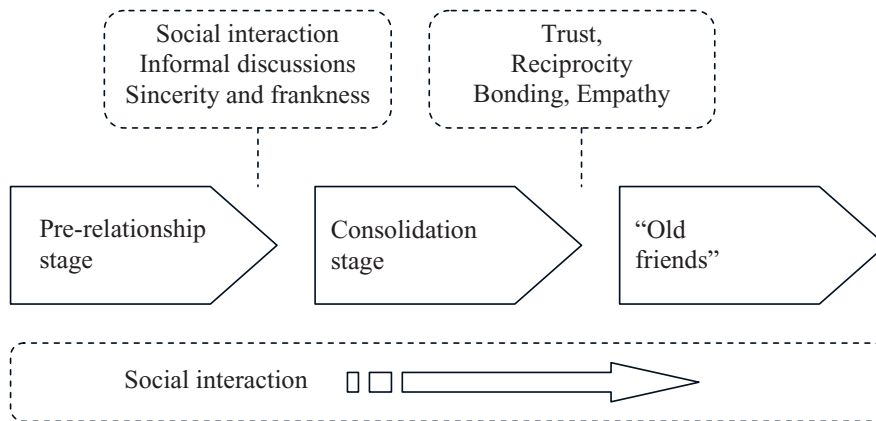 Social interaction
Informal discussions
Sincerity and frankness
Trust,
Reciprocity
Bonding, Empathy
Pre-relationship
stage
Consolidation
stage
“Old
friends”
Social interaction